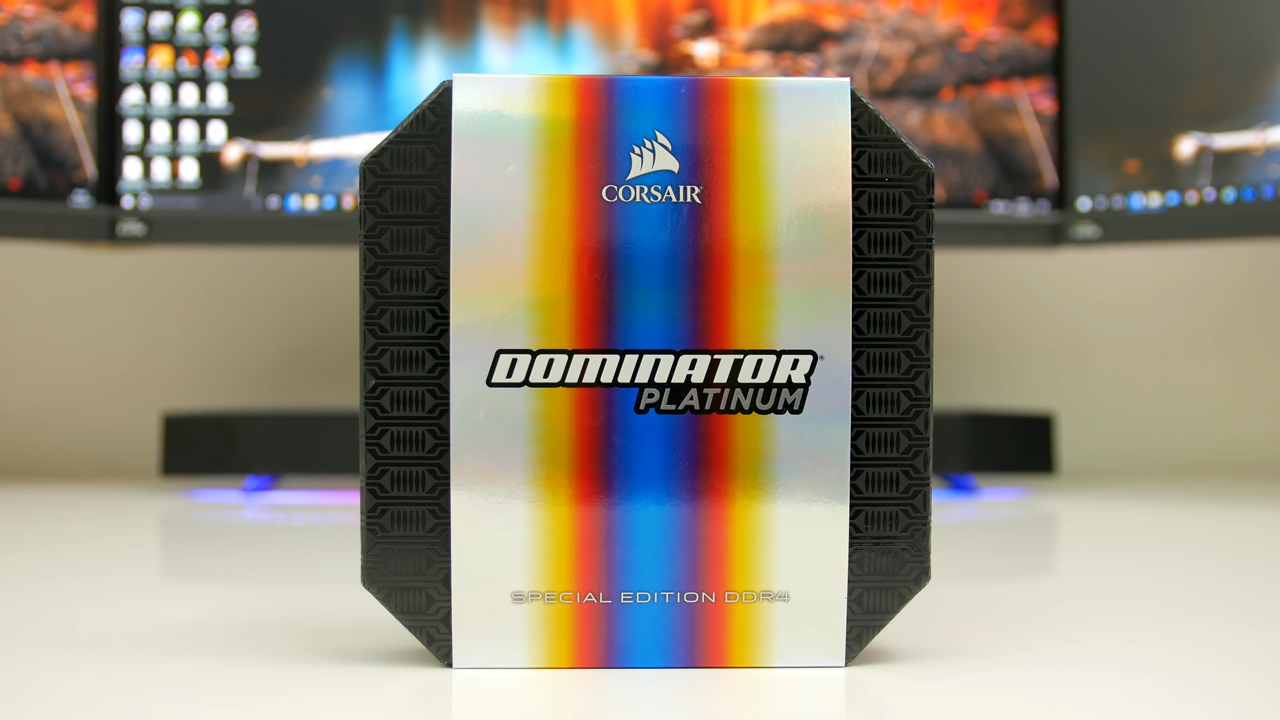 CORSAIR®
DOMINATOR®
PLATINUM
SPECIAL EDITION DDR4